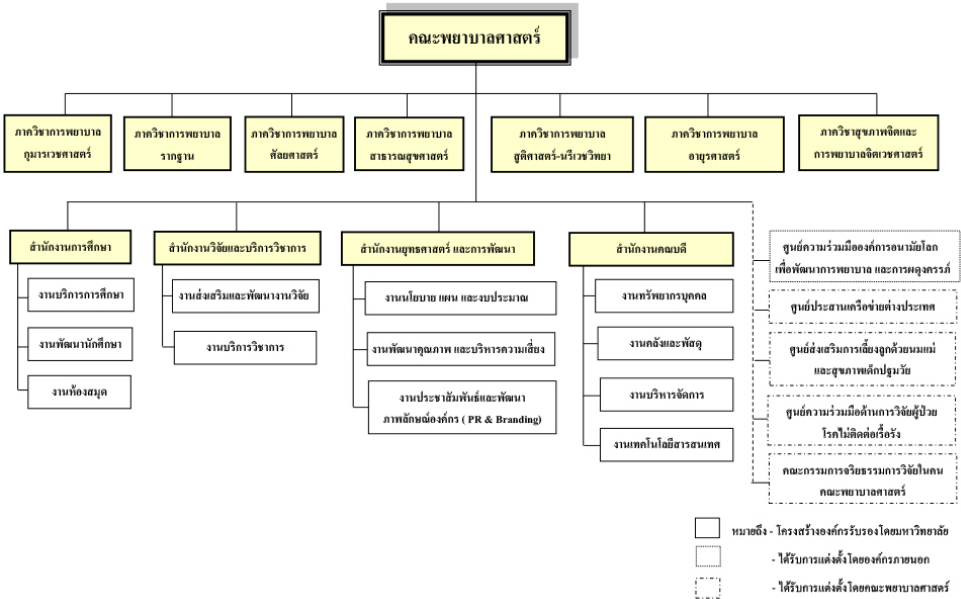 คณะพยาบาลศาสตร์
ภาควิชาการพยาบาล
กุมารเวชศาสตร์
ภาควิชาการพยาบาล
รากฐาน
ภาควิชาการพยาบาล
ศัลยศาสตร์
ภาควิชาการพยาบาล
สาธารณสุขศาสตร์
ภาควิชาการพยาบาล
สูติศาสตร์-นรีเวชวิทยา
ภาควิชาการพยาบาล
อายุรศาสตร์
ภาควิชาสุขภาพจิตและ
การพยาบาลจิตเวชศาสตร์
สำนักงานการศึกษา
งานบริการการศึกษา
งานพัฒนานักศึกษา
งานห้องสมุด
สำนักงานวิจัยและบริการวิชาการ
งานส่งเสริมและพัฒนางานวิจัย
งานบริการวิชาการ
สำนักงานยุทธศาสตร์ และการพัฒนา
งานนโยบาย แผน และงบประมาณ
งานพัฒนาคุณภาพ และบริหารความเสี่ยง
งานประชาสัมพันธ์และพัฒนา
ภาพลักษณ์องค์กร ( PR & Branding)
สำนักงานคณบดี
งานทรัพยากรบุคคล
งานคลังและพัสดุ
งานบริหารจัดการ
งานเทคโนโลยีสารสนเทศ
ศูนย์ความร่วมมือองค์การอนามัยโลก
เพื่อพัฒนาการพยาบาล และการผดุงครรภ์
ศูนย์ประสานเครือข่ายต่างประเทศ
ศูนย์ส่งเสริมการเลี้ยงลูกด้วยนมแม่
และสุขภาพเด็กปฐมวัย
ศูนย์ความร่วมมือด้านการวิจัยผู้ป่วย
โรคไม่ติดต่อเรื้อรัง
คณะกรรมการจริยธรรมการวิจัยในคน
คณะพยาบาลศาสตร์
หมายถึง - โครงสร้างองค์กรรับรองโดยมหาวิทยาลัย
- ได้รับการแต่งตั้งโดยองค์กรภายนอก
- ได้รับการแต่งตั้งโดยคณะพยาบาลศาสตร์